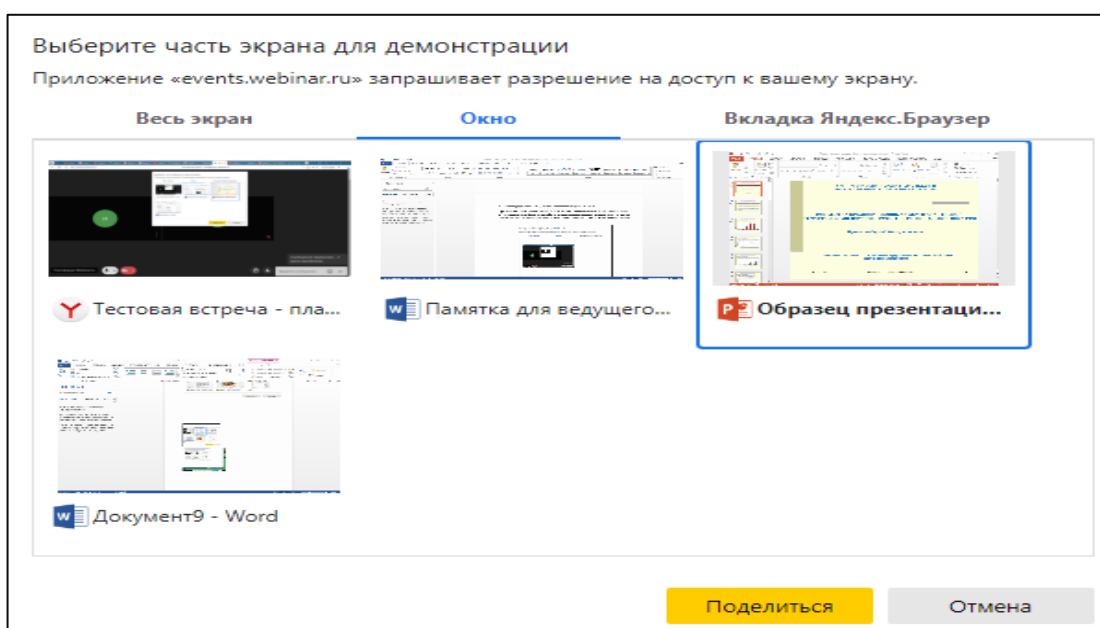 Выберите часть экрана для демонстрации
Приложение «events.webinar.ru» запрашивает разрешение на доступ к вашему экрану.
Весь экран Окно Вкладка Яндекс.Браузер
Тестовая встреча - пла... Памятка для ведущего... Образец презентаци...
Документ9 - Word
Поделиться Отмена